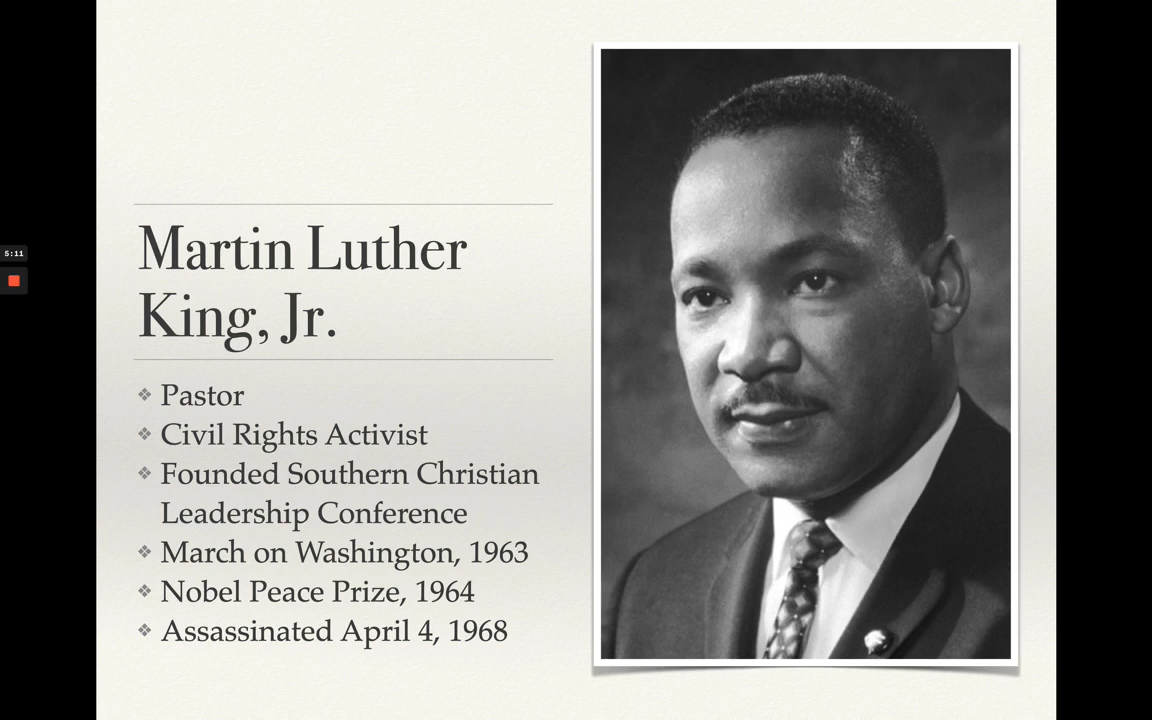 5:11
Martin Luther
King, Jr.
❖ Pastor
❖ Civil Rights Activist
❖ Founded Southern Christian
Leadership Conference
❖ March on Washington, 1963
❖ Nobel Peace Prize, 1964
❖ Assassinated April 4, 1968